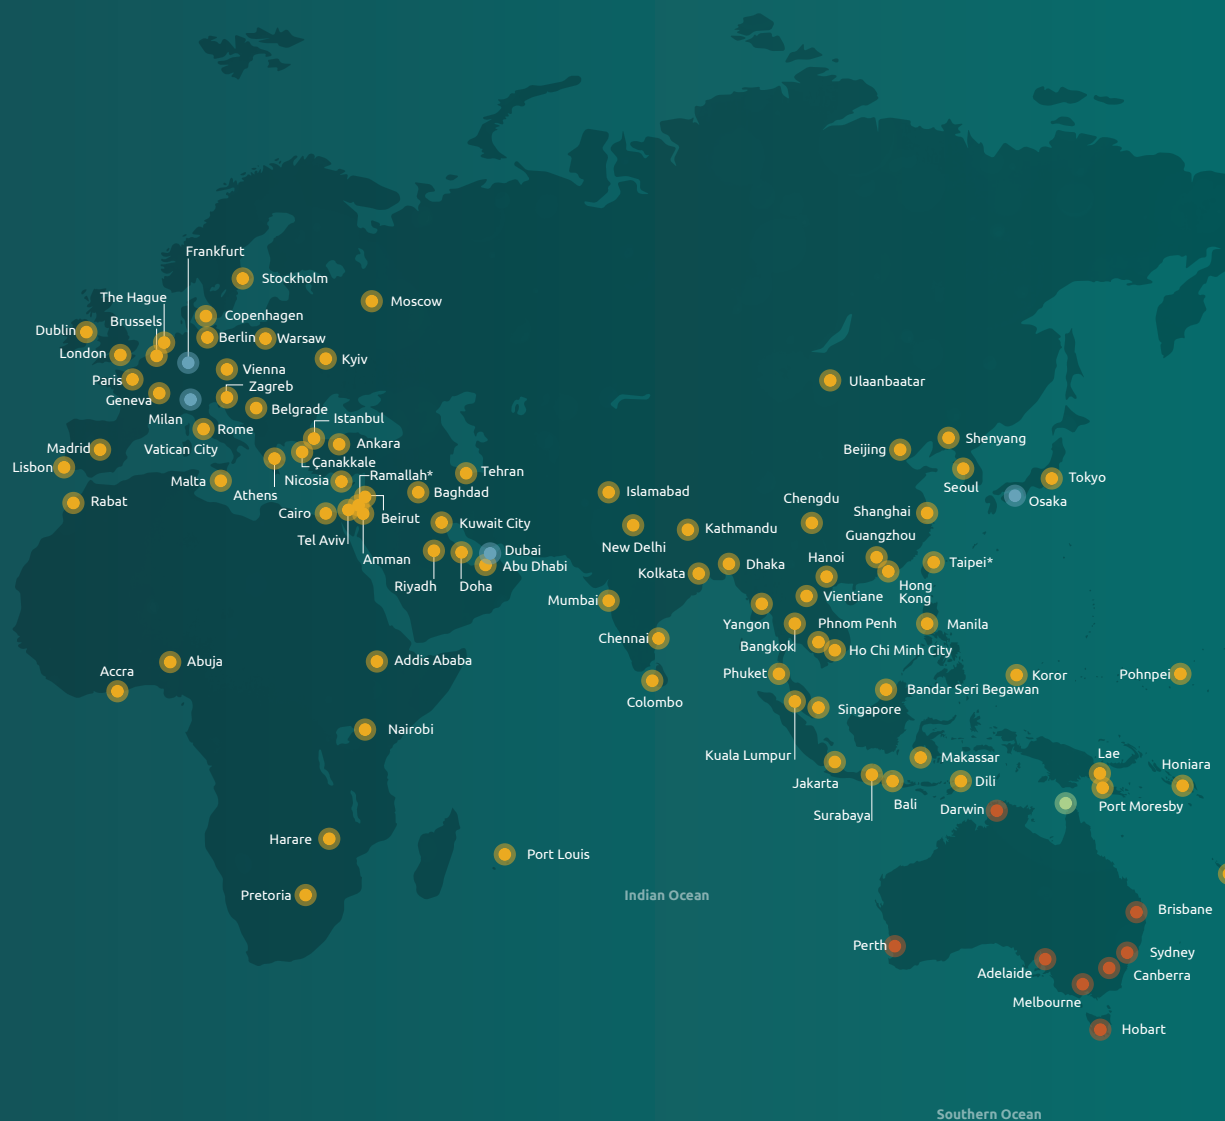 Frankfurt
Stockholm
The Hague
Moscow
Brussels
Copenhagen
Dublin
Berlin
Warsaw
London
Kyiv
Vienna
Paris
Zagreb
Geneva
Belgrade
Milan
Istanbul
Rome
Ankara
Madrid
Vatican City
Çanakkale
Lisbon
Malta
Athens
Nicosia
Ramallah*
Tehran
Baghdad
Rabat
Cairo
Beirut
Kuwait City
Tel Aviv
Amman
Dubai
Abu Dhabi
Riyadh
Doha
Ulaanbaatar
Shenyang
Beijing
Seoul
Tokyo
Osaka
Islamabad
Chengdu
Shanghai
New Delhi
Kathmandu
Guangzhou
Kolkata
Dhaka
Hanoi
Taipei*
Hong
Kong
Mumbai
Vientiane
Yangon
Phnom Penh
Manila
Chennai
Bangkok
Ho Chi Minh City
Accra
Abuja
Addis Ababa
Phuket
Koror
Pohnpei
Colombo
Bandar Seri Begawan
Singapore
Nairobi
Kuala Lumpur
Makassar
Lae
Honiara
Jakarta
Dili
Surabaya
Bali
Darwin
Port Moresby
Harare
Port Louis
Pretoria
Indian Ocean
Brisbane
Perth
Sydney
Adelaide
Canberra
Melbourne
Hobart
Southern Ocean